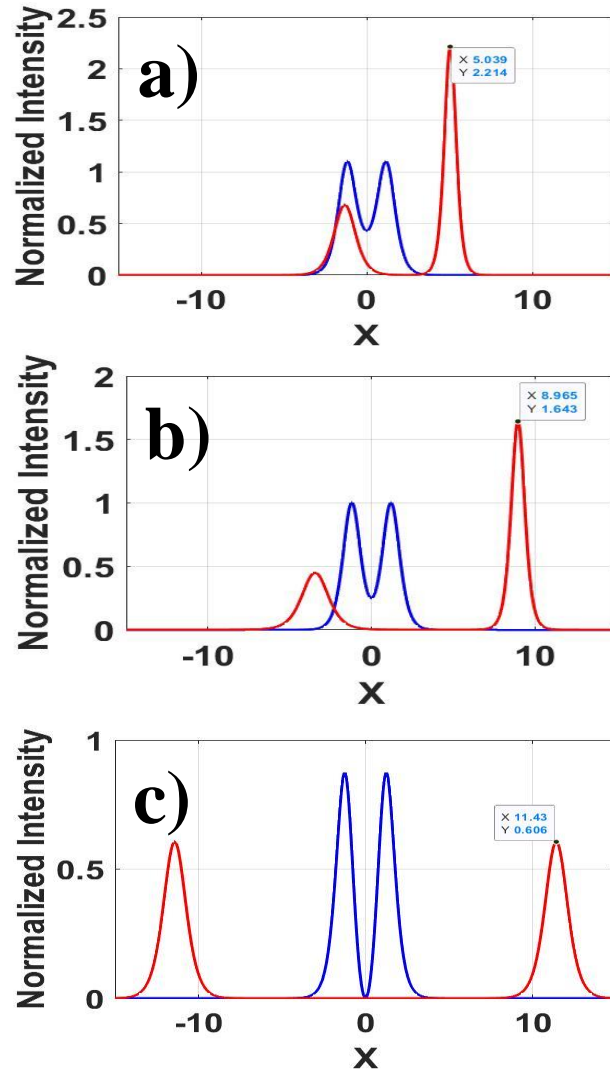 2.5
2
1.5
1
0.5
0
Normalized Intensity
a)
X 5.039
Y 2.214
-10 0 10
X
2
1.5
1
0.5
0
Normalized Intensity
b)
X 8.965
Y 1.643
-10 0 10
X
1
0.5
0
Normalized Intensity
c)
X 11.43
Y 0.606
-10 0 10
X